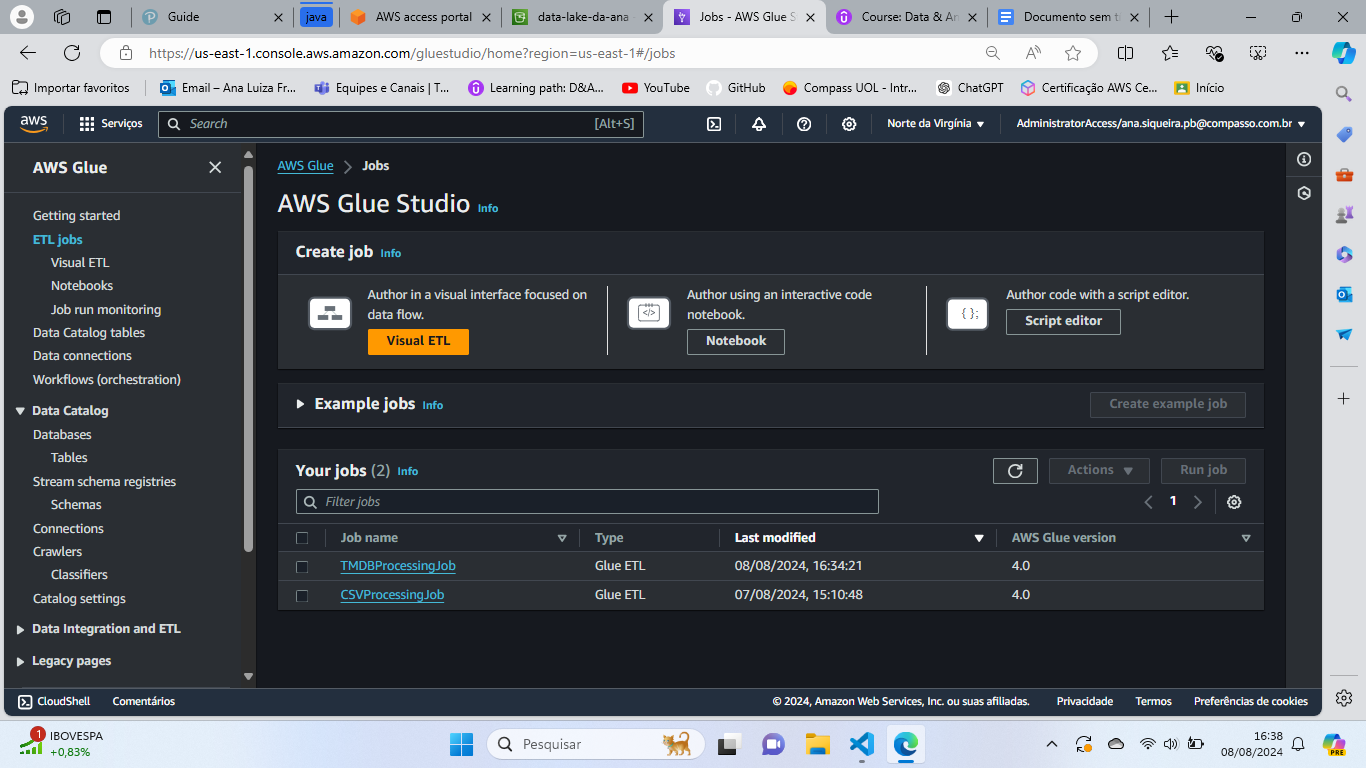 Guide
java
AWS access portal
data-lake-da-ana
Jobs - AWS Glue S
Course: Data & An
Documento sem tí
https://us-east-1.console.aws.amazon.com/gluestudio/home?region=us-east-1#/jobs
Importar favoritos
Email – Ana Luiza Fr...
Equipes e Canais | T...
Learning path: D&A...
YouTube
GitHub
Compass UOL - Intr...
ChatGPT
Certificação AWS Ce...
Início
aws
Serviços
Search
[Alt+S]
Norte da Virgínia
AdministratorAccess/ana.siqueira.pb@compasso.com.br
AWS Glue
Getting started
ETL jobs
Visual ETL
Notebooks
Job run monitoring
Data Catalog tables
Data connections
Workflows (orchestration)
Data Catalog
Databases
Tables
Stream schema registries
Schemas
Connections
Crawlers
Classifiers
Catalog settings
Data Integration and ETL
Legacy pages
AWS Glue
Jobs
AWS Glue Studio Info
Create job Info
Author in a visual interface focused on
data flow.
Visual ETL
Author using an interactive code
notebook.
Notebook
Author code with a script editor.
Script editor
Example jobs Info
Create example job
Your jobs (2) Info
Actions
Run job
Filter jobs
1
Job name Type Last modified AWS Glue version
TMDBProcessingJob Glue ETL 08/08/2024, 16:34:21 4.0
CSVProcessingJob Glue ETL 07/08/2024, 15:10:48 4.0
CloudShell
Comentários
© 2024, Amazon Web Services, Inc. ou suas afiliadas.
Privacidade
Termos
Preferências de cookies
1
IBOVESPA
+0,83%
Pesquisar
16:38
08/08/2024
PRE